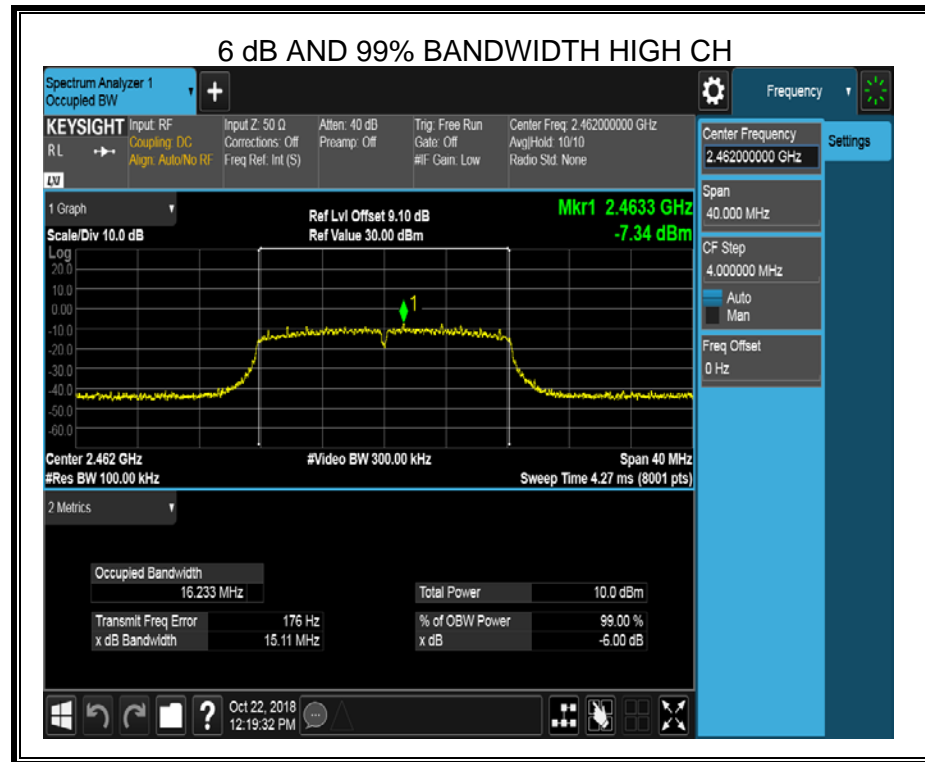 6 dB AND 99% BANDWIDTH HIGH CH
Spectrum Analyzer 1
Occupied BW
+
Frequency
KEYSIGHT
RL
LXI
Input: RF
Coupling: DC
Align: Auto/No RF
Input Z: 50 Ω
Corrections: Off
Freq Ref: Int (S)
Atten: 40 dB
Preamp: Off
Trig: Free Run
Gate: Off
#IF Gain: Low
Center Freq: 2.462000000 GHz
Avg|Hold: 10/10
Radio Std: None
Center Frequency
2.462000000 GHz
Settings
Span
40.000 MHz
CF Step
4.000000 MHz
Auto
Man
Freq Offset
0 Hz
1 Graph
Scale/Div 10.0 dB
Ref Lvl Offset 9.10 dB
Ref Value 30.00 dBm
Mkr1 2.4633 GHz
-7.34 dBm
Log
20.0
10.0
0.00
-10.0
-20.0
-30.0
-40.0
-50.0
-60.0
1
Center 2.462 GHz
#Res BW 100.00 kHz
#Video BW 300.00 kHz
Span 40 MHz
Sweep Time 4.27 ms (8001 pts)
2 Metrics
Occupied Bandwidth
16.233 MHz
Transmit Freq Error 176 Hz
x dB Bandwidth 15.11 MHz
Total Power 10.0 dBm
% of OBW Power 99.00 %
x dB -6.00 dB
?
Oct 22, 2018
12:19:32 PM